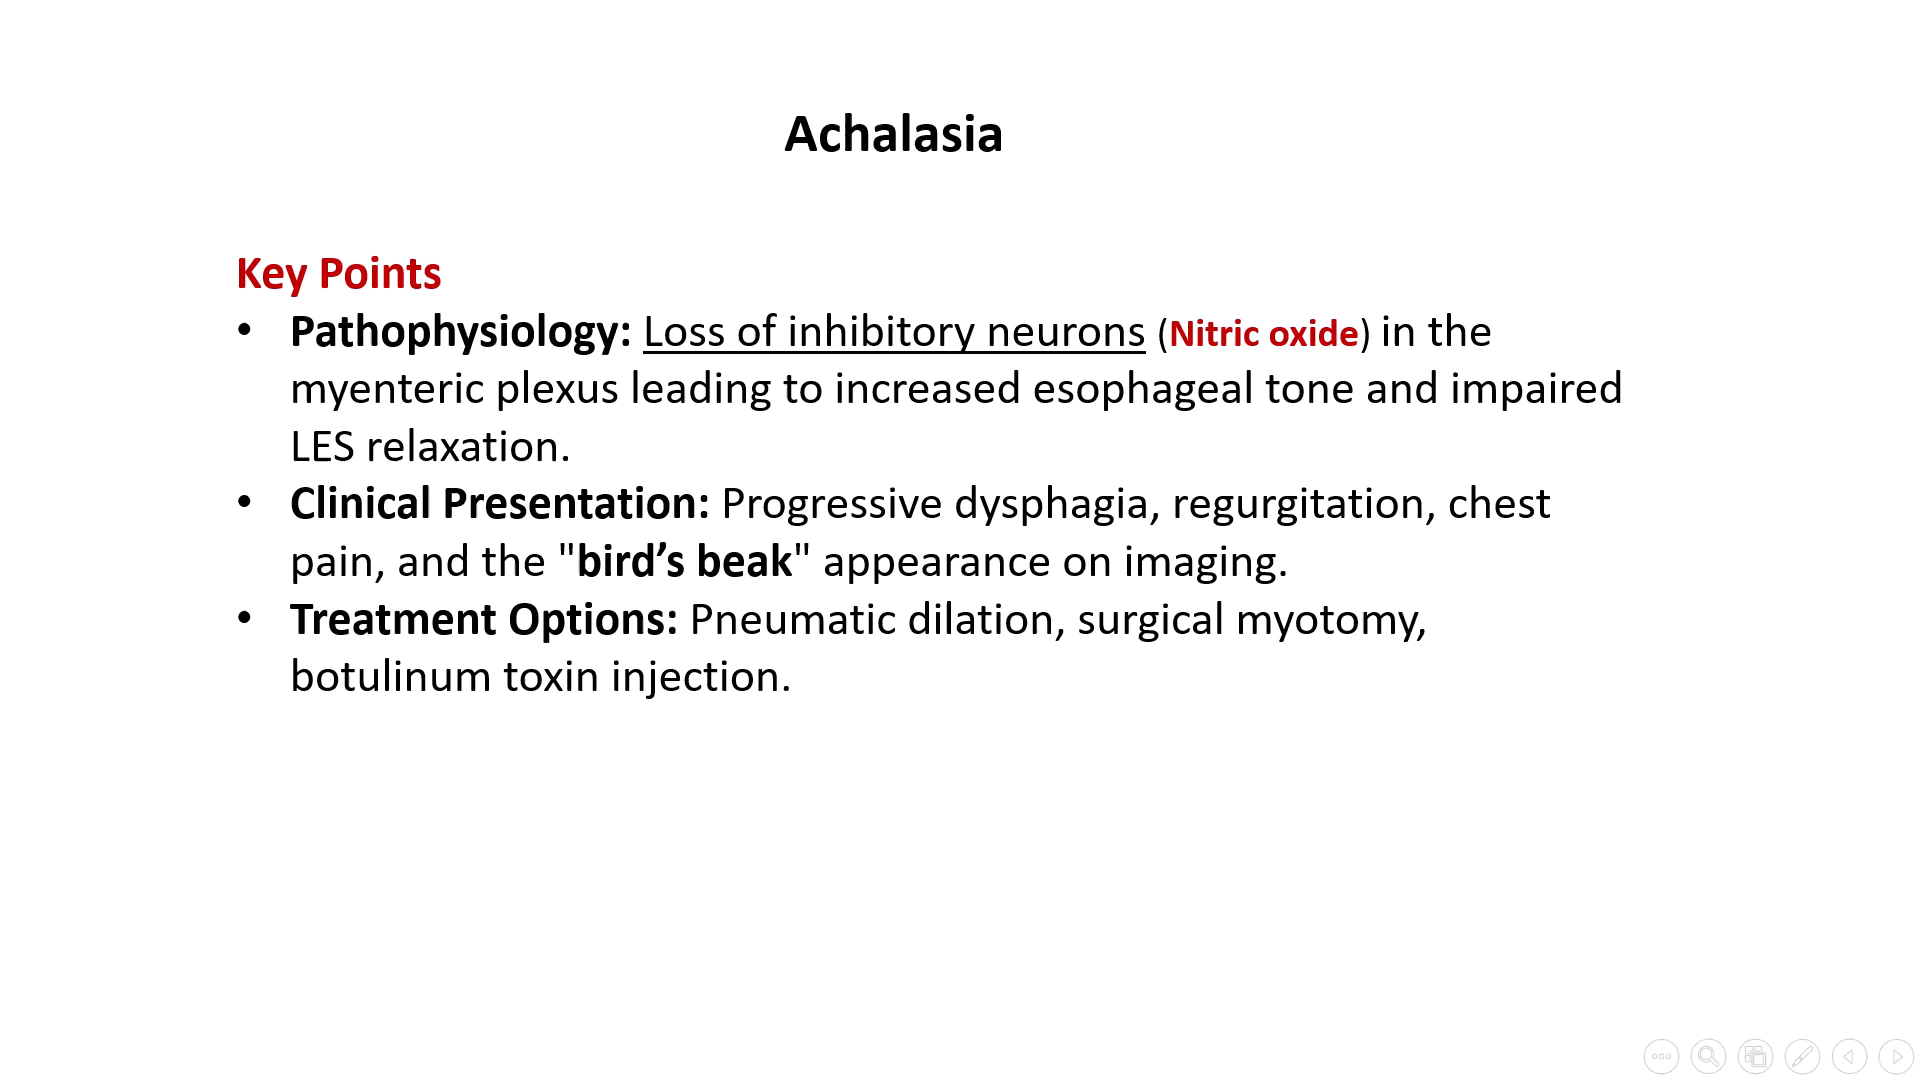 Achalasia
Key Points
• Pathophysiology: Loss of inhibitory neurons (Nitric oxide) in the
myenteric plexus leading to increased esophageal tone and impaired
LES relaxation.
• Clinical Presentation: Progressive dysphagia, regurgitation, chest
pain, and the "bird’s beak" appearance on imaging.
• Treatment Options: Pneumatic dilation, surgical myotomy,
botulinum toxin injection.